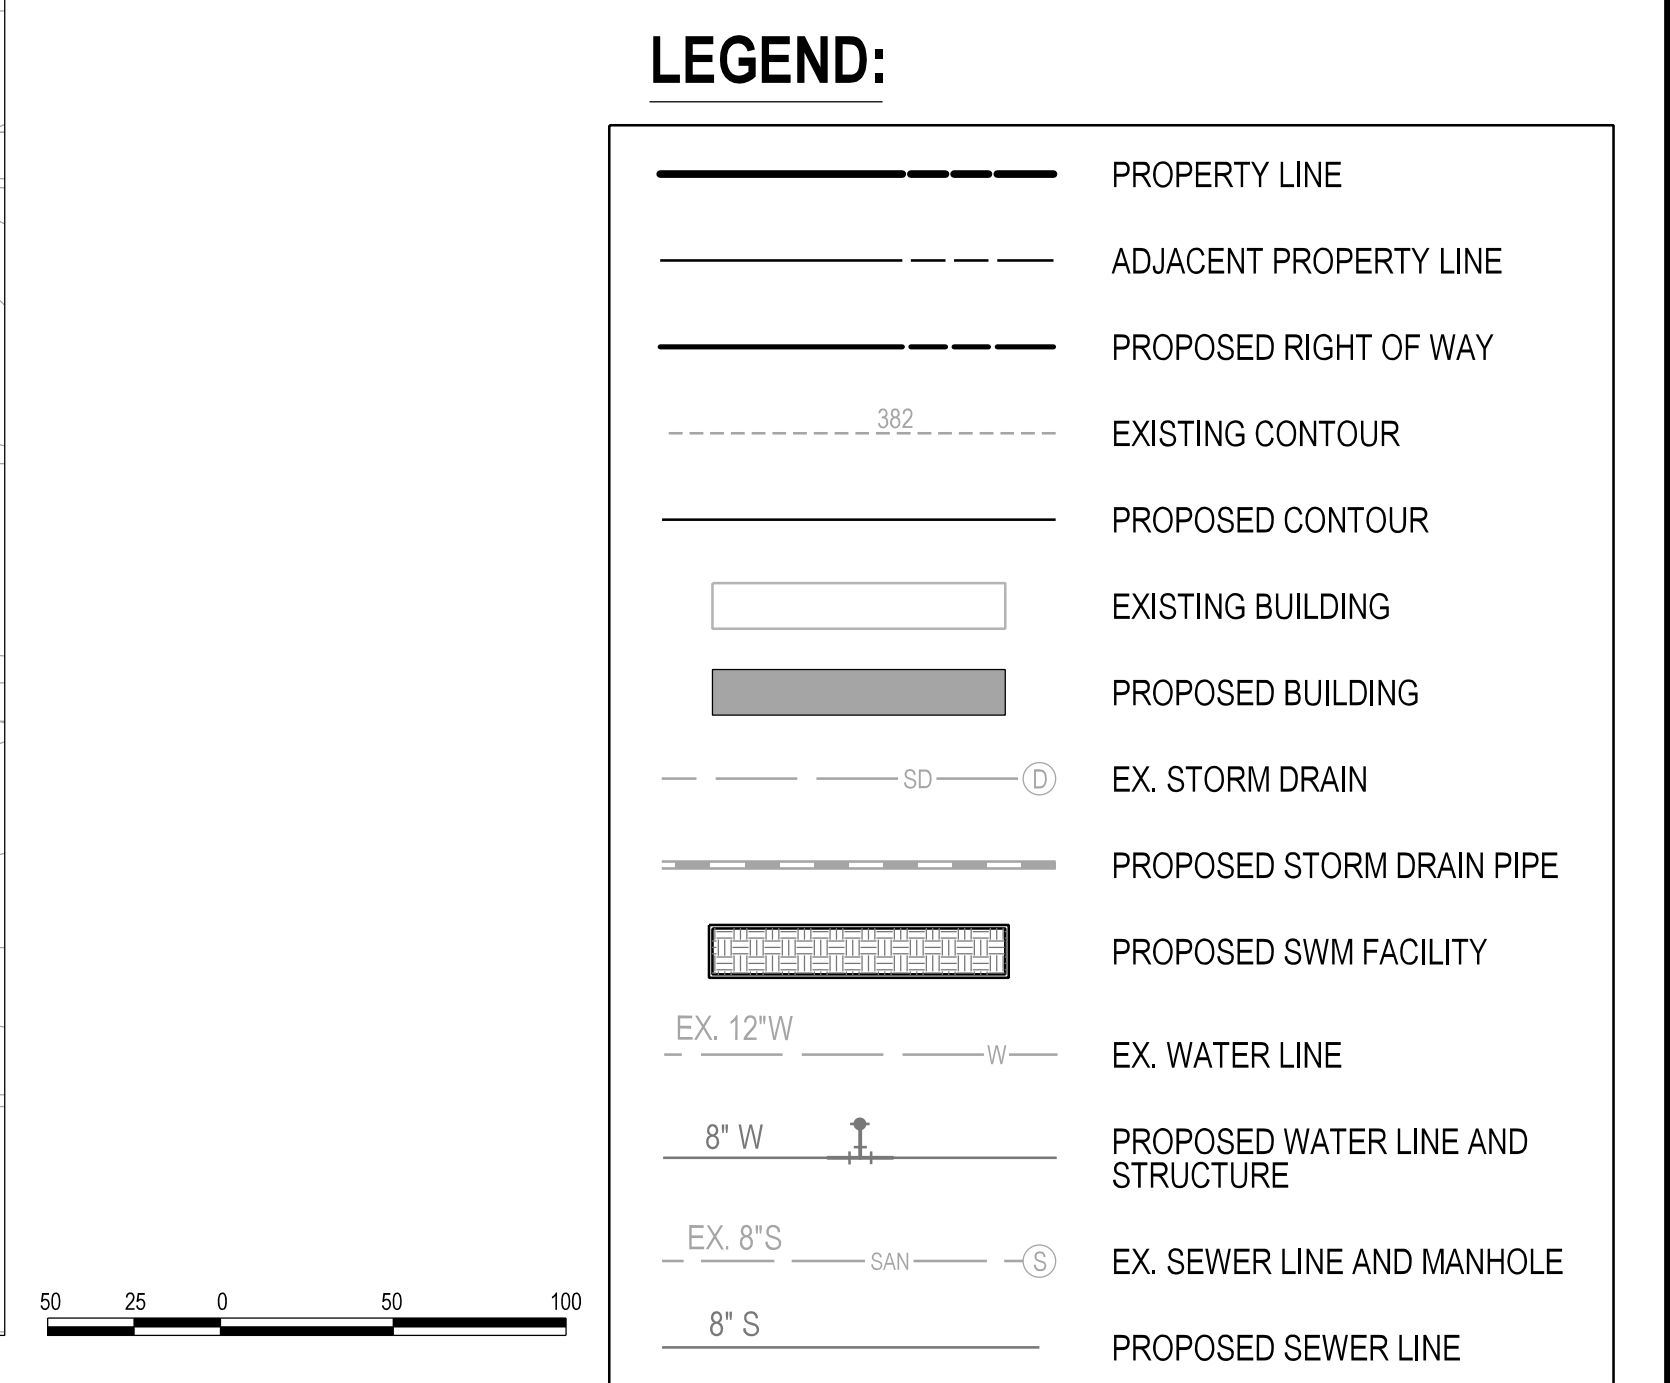 LEGEND:
PROPERTY LINE
ADJACENT PROPERTY LINE
PROPOSED RIGHT OF WAY
382
EXISTING CONTOUR
PROPOSED CONTOUR
EXISTING BUILDING
PROPOSED BUILDING
SD D EX. STORM DRAIN
PROPOSED STORM DRAIN PIPE
PROPOSED SWM FACILITY
EX. 12"W
W EX. WATER LINE
8" W
PROPOSED WATER LINE AND
STRUCTURE
EX. 8"S
SAN S EX. SEWER LINE AND MANHOLE
8" S
PROPOSED SEWER LINE
50 25 0 50 100